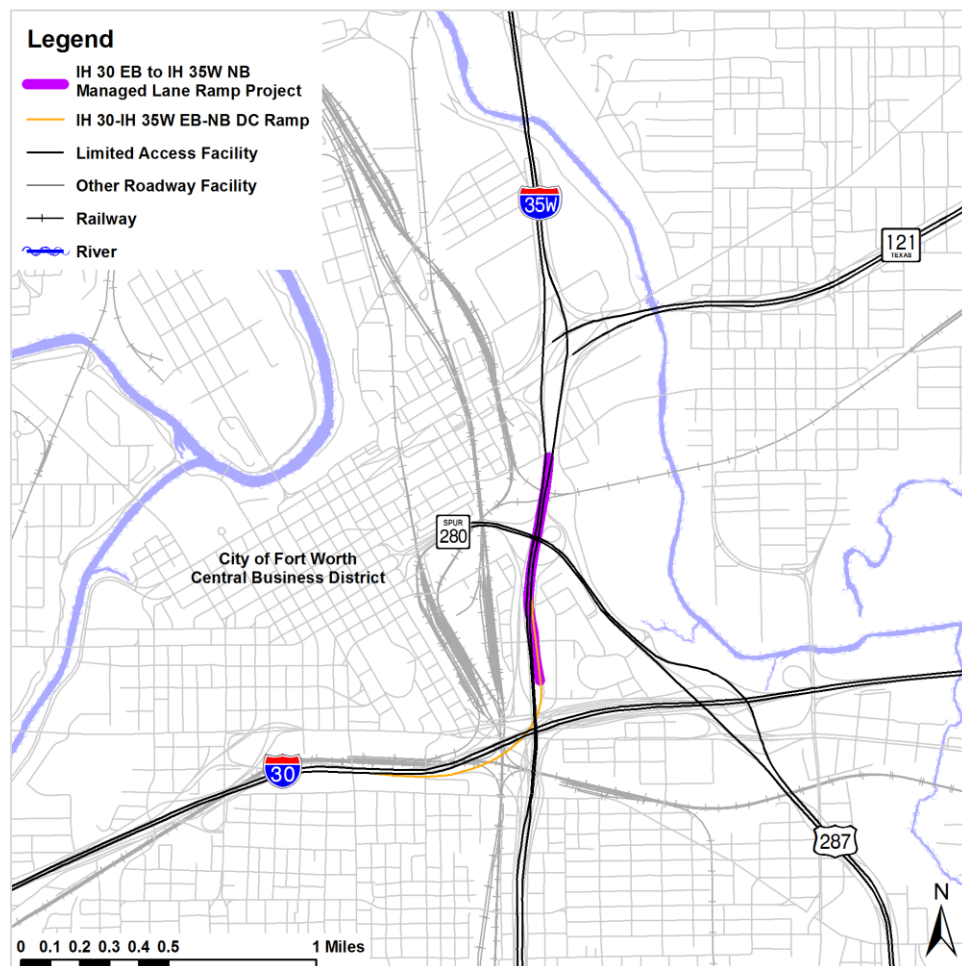 Legend
IH 30 EB to IH 35W NB
Managed Lane Ramp Project
IH 30-IH 35W EB-NB DC Ramp
Limited Access Facility
Other Roadway Facility
Railway
River
35W
121
TEXAS
SPUR
280
City of Fort Worth
Central Business District
30
287
N
0 0.1 0.2 0.3 0.4 0.5 1 Miles